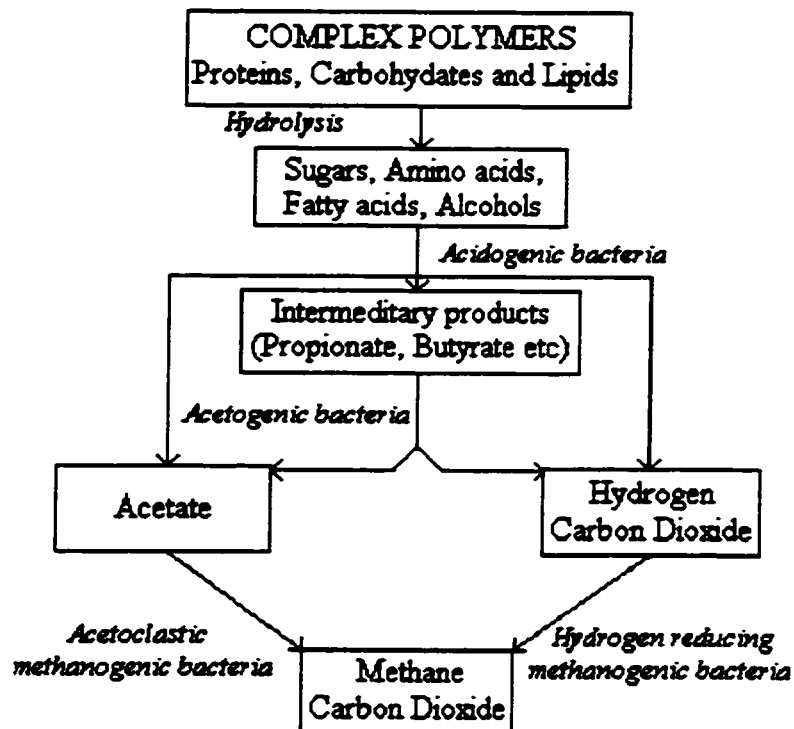 COMPLEX POLYMERS
Proteins, Carbohydates and Lipids
Hydrolysis
Sugars, Amino acids,
Fatty acids, Alcohols
Acidogenic bacteria
Intermeditary products
(Propionate, Butyrate etc)
Acetogenic bacteria
Acetate
Hydrogen
Carbon Dioxide
Acetoclastic
methanogenic bacteria
Hydrogen reducing
methanogenic bacteria
Methane
Carbon Dioxide